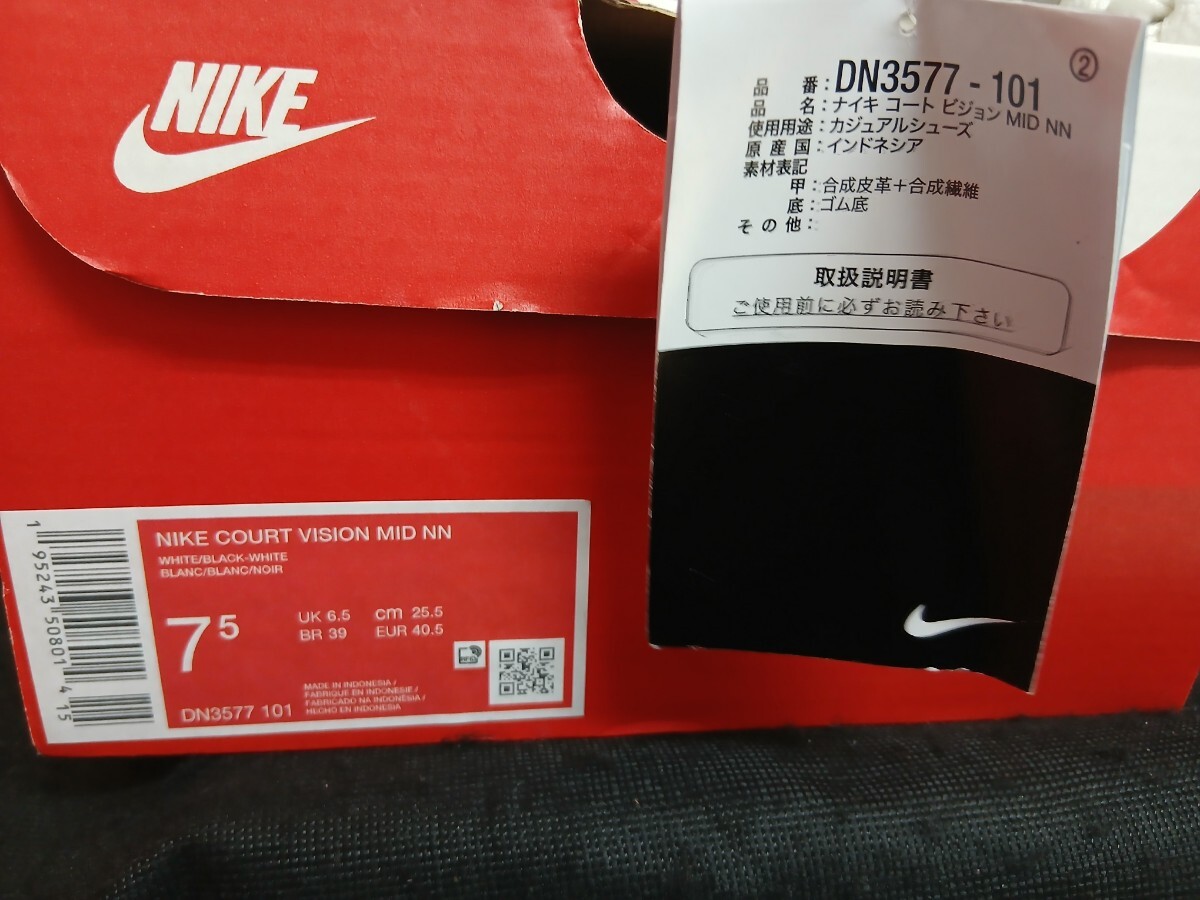 NIKE
②
品番：DN3577 - 101
品名：ナイキ コート ビジョン MID NN
使用用途：カジュアルシューズ
原産国：インドネシア
素材表記
甲：合成皮革＋合成繊維
底：ゴム底
その他：
取扱説明書
ご使用前に必ずお読み下さい
1 95243 50801 4 15
NIKE COURT VISION MID NN
WHITE/BLACK-WHITE
BLANC/BLANC/NOIR
7 5
UK 6.5 cm 25.5
BR 39 EUR 40.5
MADE IN INDONESIA /
FABRIQUE EN INDONESIE /
FABRICADO NA INDONÉSIA /
HECHO EN INDONESIA
DN3577 101